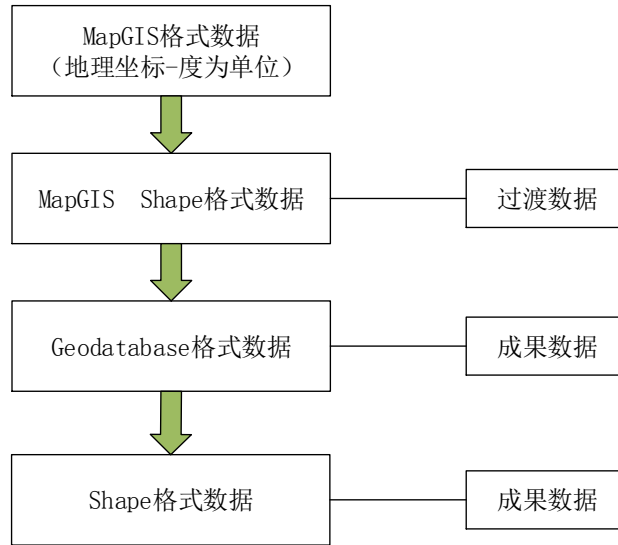 MapGIS格式数据
（地理坐标-度为单位）
MapGIS Shape格式数据
过渡数据
Geodatabase格式数据
成果数据
Shape格式数据
成果数据